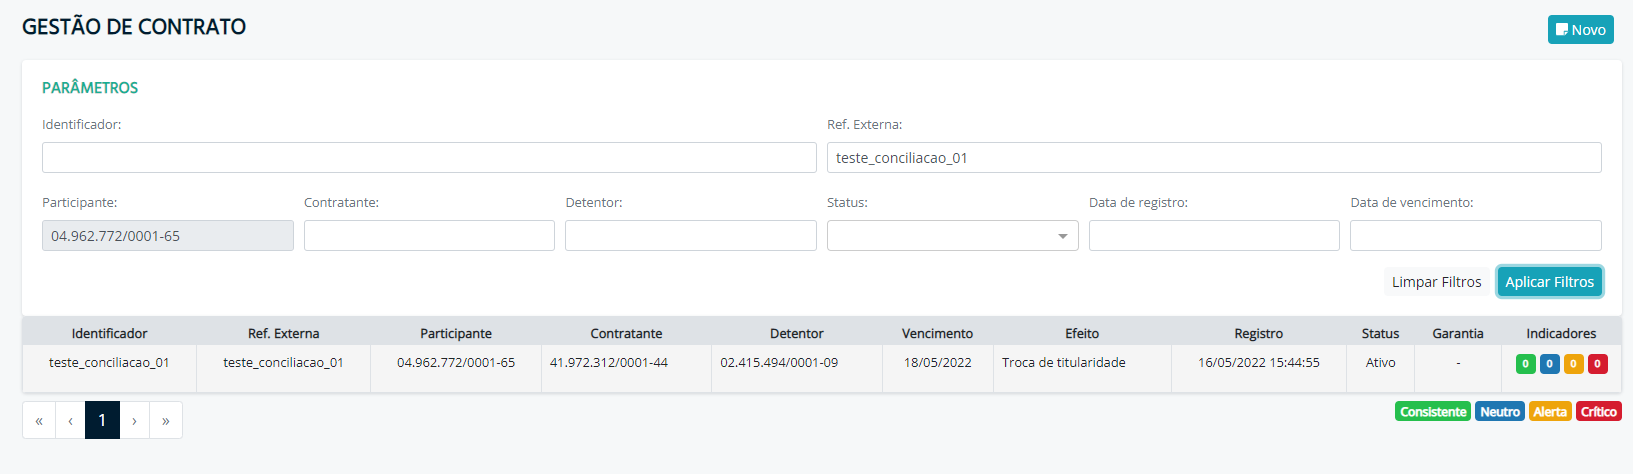 GESTÃO DE CONTRATO
Novo
PARÂMETROS
Identificador: Ref. Externa:
teste_conciliacao_01
Participante: Contratante: Detentor: Status: Data de registro: Data de vencimento:
04.962.772/0001-65
Limpar Filtros Aplicar Filtros
Identificador Ref. Externa Participante Contratante Detentor Vencimento Efeito Registro Status Garantia Indicadores
teste_conciliacao_01 teste_conciliacao_01 04.962.772/0001-65 41.972.312/0001-44 02.415.494/0001-09 18/05/2022 Troca de titularidade 16/05/2022 15:44:55 Ativo - 0 0 0 0
« ‹ 1 › »
Consistente Neutro Alerta Crítico